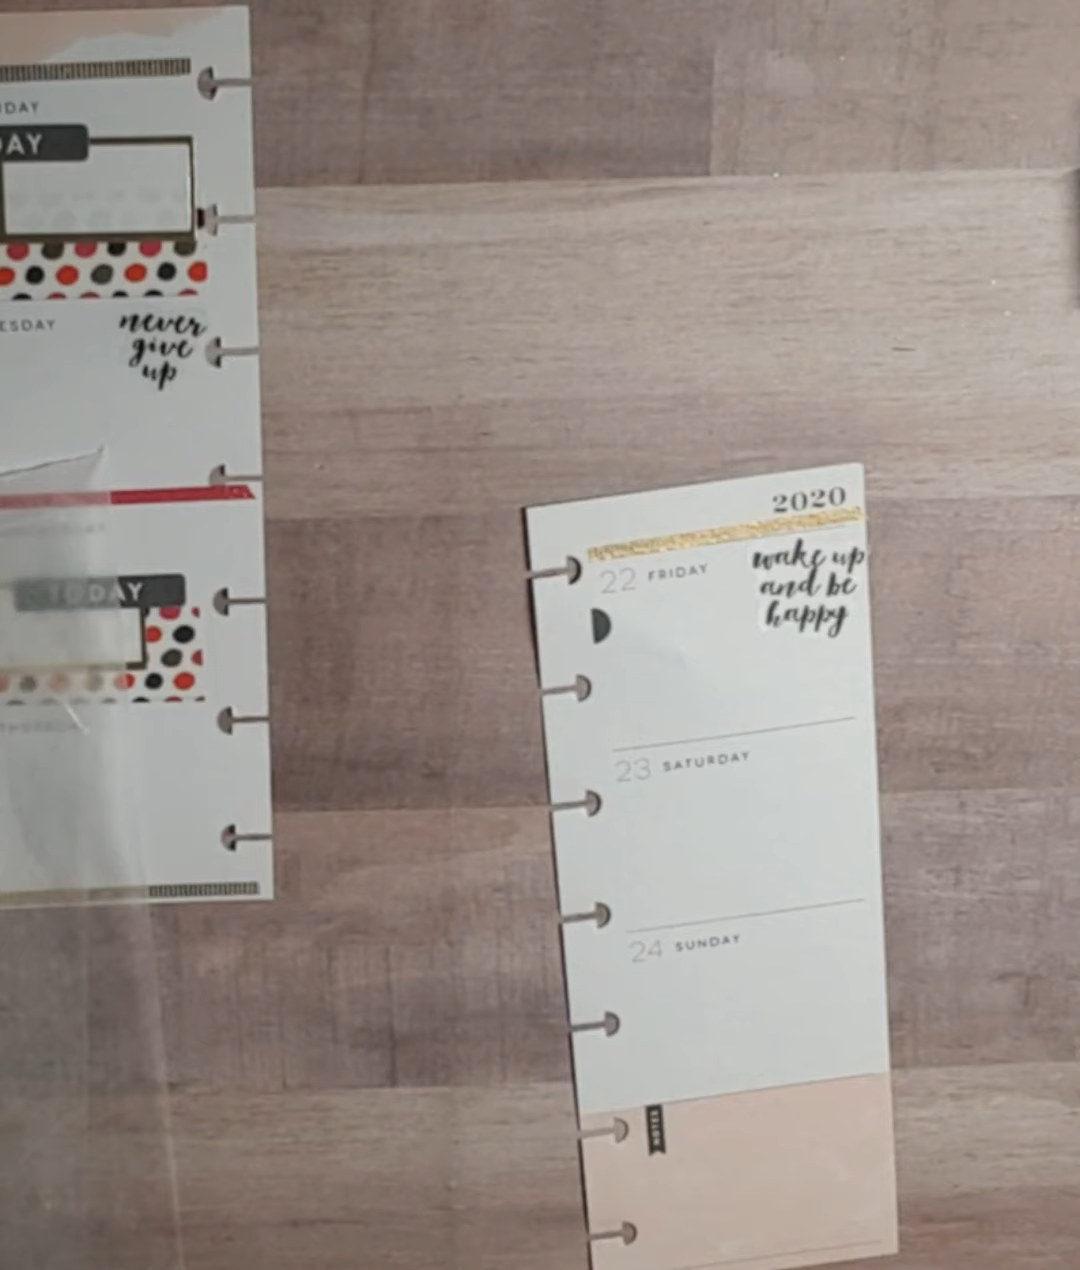 DAY
AY
ESDAY
never
give
up
TODAY
2020
22 FRIDAY
wake up
and be
happy
23 SATURDAY
24 SUNDAY
NOTES